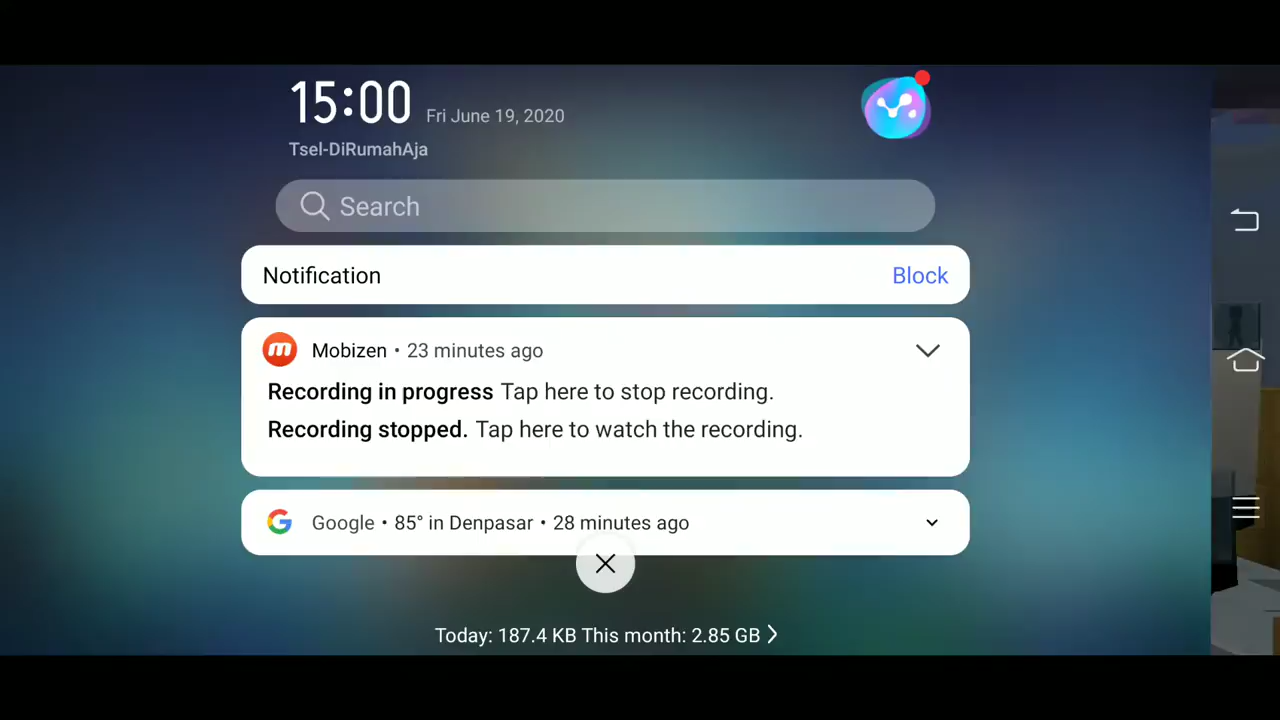 15:00 Fri June 19, 2020
Tsel-DiRumahAja
Search
Notification Block
Mobizen • 23 minutes ago
Recording in progress Tap here to stop recording.
Recording stopped. Tap here to watch the recording.
Google • 85° in Denpasar • 28 minutes ago
Today: 187.4 KB This month: 2.85 GB